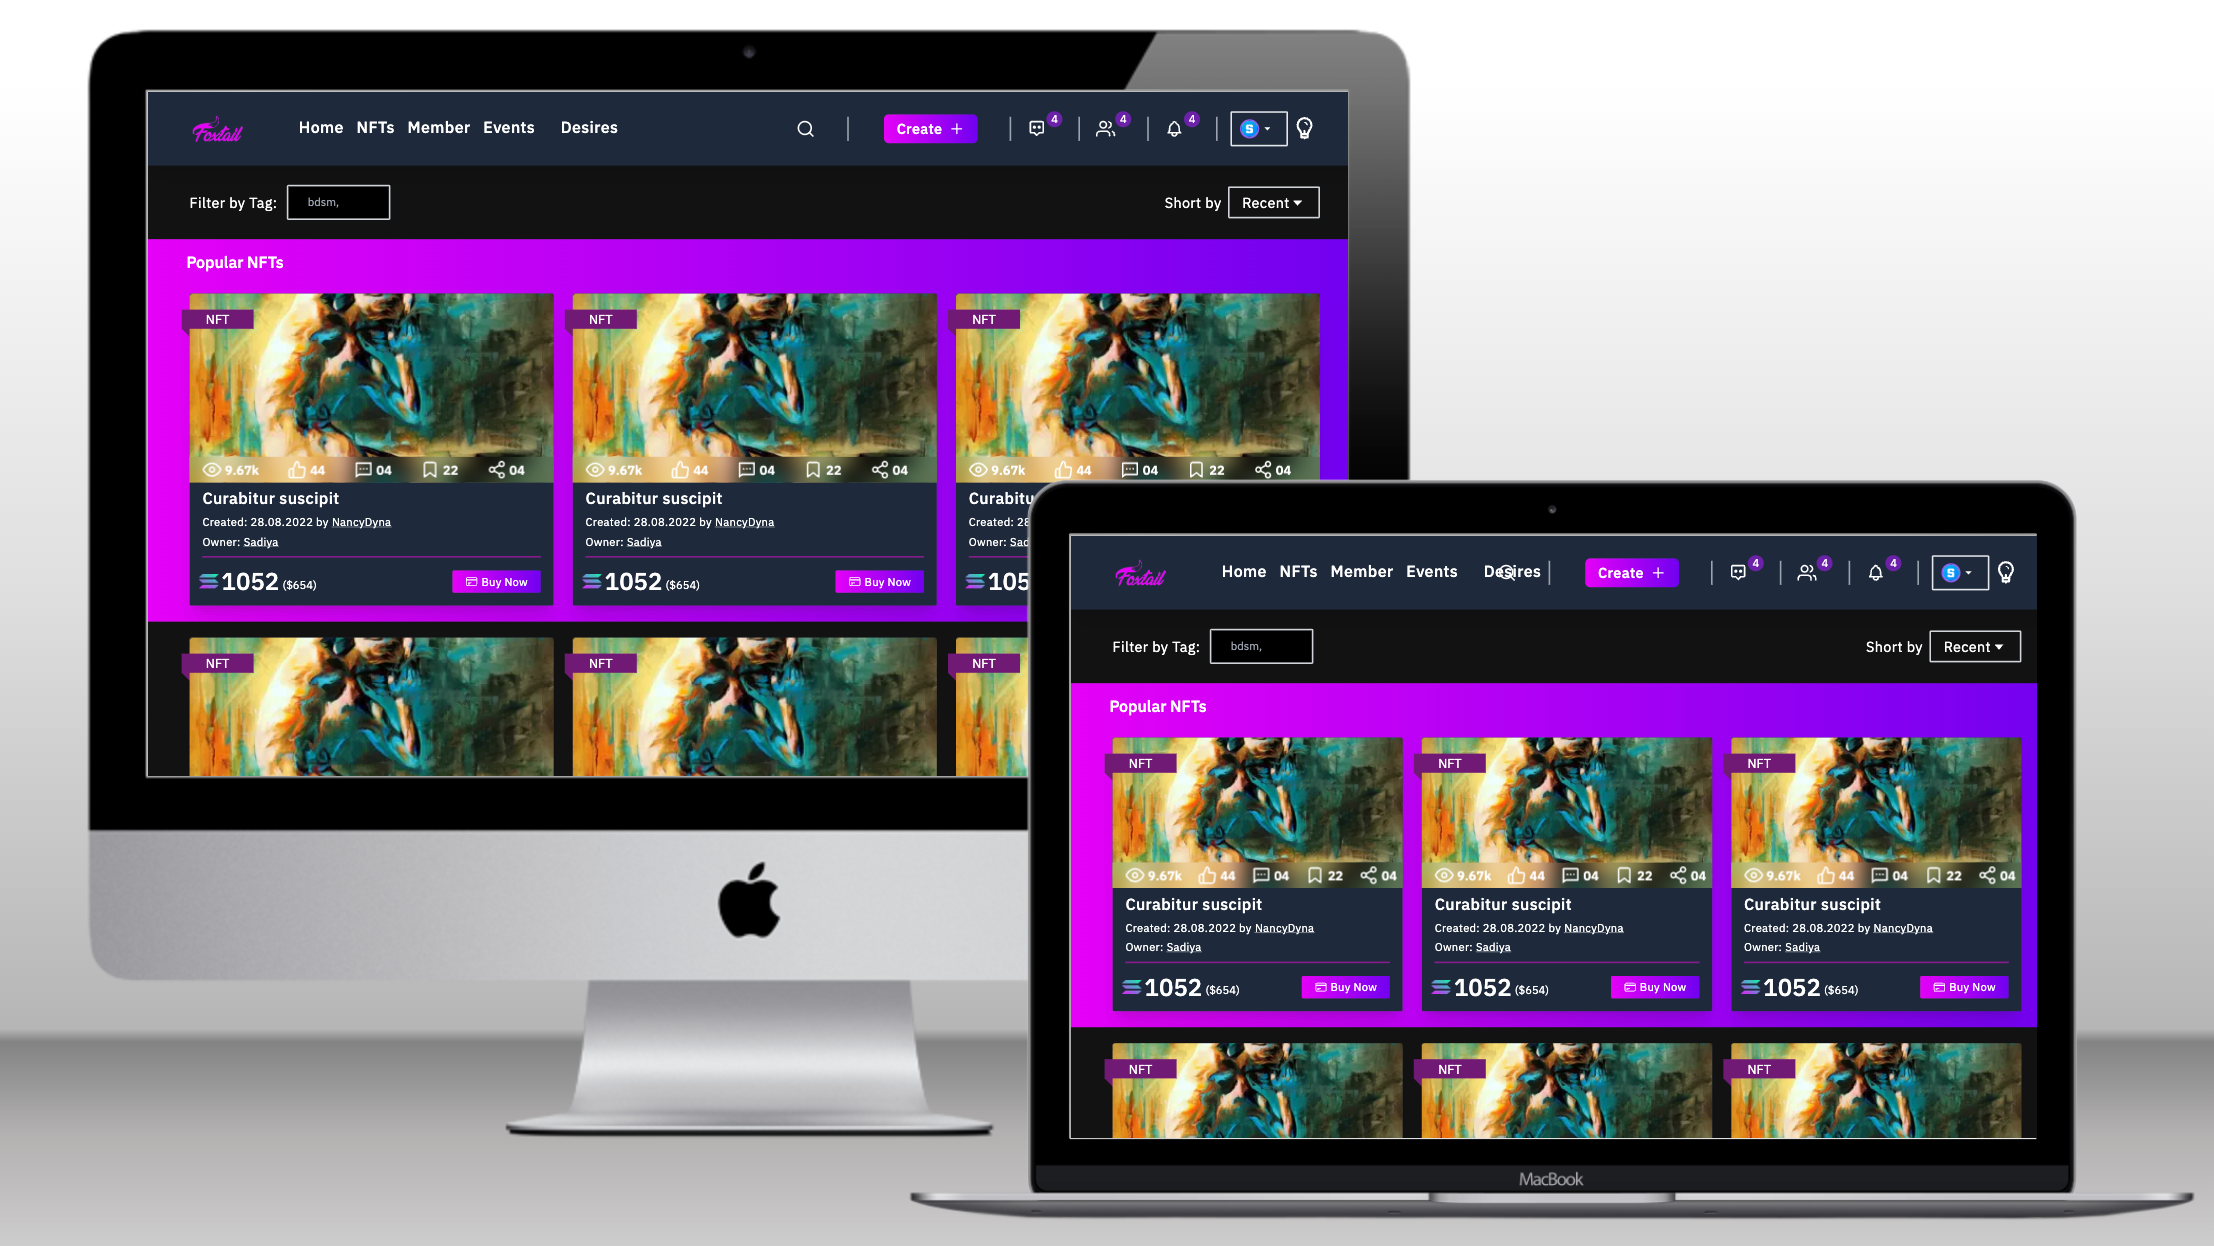 Foxtail
Home NFTs Member Events Desires
Create +
4
4
4
S
Filter by Tag: bdsm,
Short by Recent
Popular NFTs
NFT NFT NFT
9.67k 44 04 22 04
9.67k 44 04 22 04
9.67k 44 04 22 04
Curabitur suscipit
Created: 28.08.2022 by NancyDyna
Owner: Sadiya
1052 ($654) Buy Now
Curabitur suscipit
Created: 28.08.2022 by NancyDyna
Owner: Sadiya
1052 ($654) Buy Now
Curabitu
Created: 28
Owner: Sad
105
NFT NFT NFT
Foxtail
Home NFTs Member Events Desires
Create +
4
4
4
S
Filter by Tag: bdsm,
Short by Recent
Popular NFTs
NFT NFT NFT
9.67k 44 04 22 04
9.67k 44 04 22 04
9.67k 44 04 22 04
Curabitur suscipit
Created: 28.08.2022 by NancyDyna
Owner: Sadiya
1052 ($654) Buy Now
Curabitur suscipit
Created: 28.08.2022 by NancyDyna
Owner: Sadiya
1052 ($654) Buy Now
Curabitur suscipit
Created: 28.08.2022 by NancyDyna
Owner: Sadiya
1052 ($654) Buy Now
NFT NFT NFT
MacBook